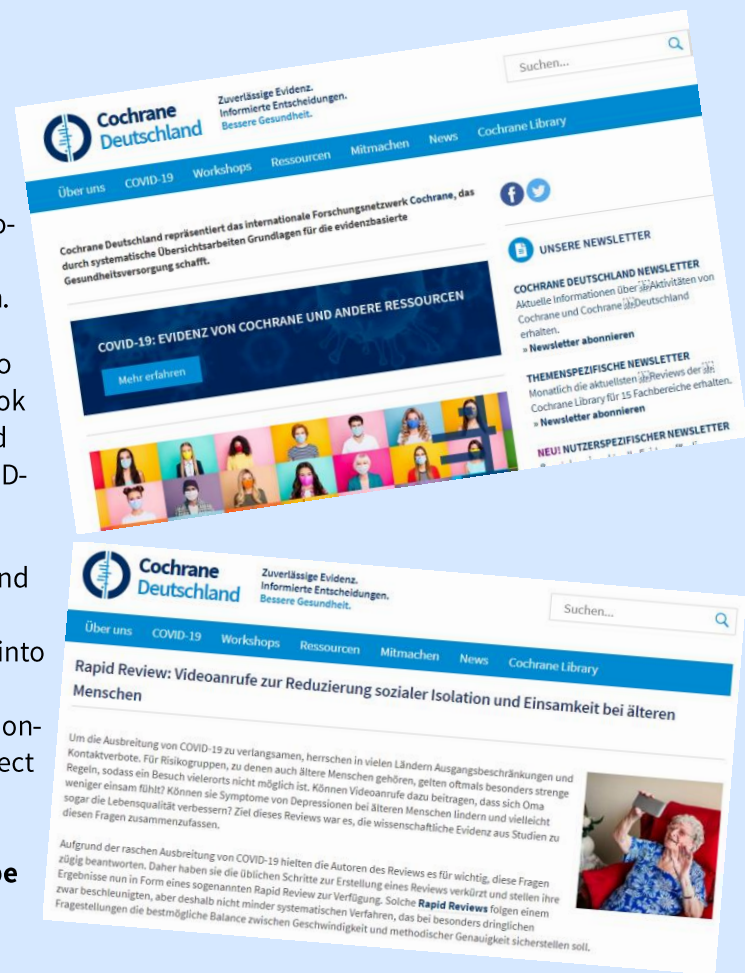 o-
.
o
ok
d
D-
nd
into
on-
ect
oe
Cochrane
Deutschland
Zuverlässige Evidenz.
Informierte Entscheidungen.
Bessere Gesundheit.
Suchen...
Über uns COVID-19 Workshops Ressourcen Mitmachen News Cochrane Library
Cochrane Deutschland repräsentiert das internationale Forschungsnetzwerk Cochrane, das
durch systematische Übersichtsarbeiten Grundlagen für die evidenzbasierte
Gesundheitsversorgung schafft.
COVID-19: EVIDENZ VON COCHRANE UND ANDERE RESSOURCEN
Mehr erfahren
UNSERE NEWSLETTER
COCHRANE DEUTSCHLAND NEWSLETTER
Aktuelle Informationen über Aktivitäten von
Cochrane und Cochrane Deutschland
erhalten.
» Newsletter abonnieren
THEMENSPEZIFISCHE NEWSLETTER
Monatlich die aktuellsten Reviews der
Cochrane Library für 15 Fachbereiche erhalten.
» Newsletter abonnieren
NEU! NUTZERSPEZIFISCHER NEWSLETTER
Cochrane
Deutschland
Zuverlässige Evidenz.
Informierte Entscheidungen.
Bessere Gesundheit.
Suchen...
Über uns COVID-19 Workshops Ressourcen Mitmachen News Cochrane Library
Rapid Review: Videoanrufe zur Reduzierung sozialer Isolation und Einsamkeit bei älteren
Menschen
Um die Ausbreitung von COVID-19 zu verlangsamen, herrschen in vielen Ländern Ausgangsbeschränkungen und
Kontaktverbote. Für Risikogruppen, zu denen auch ältere Menschen gehören, gelten oftmals besonders strenge
Regeln, sodass ein Besuch vielerorts nicht möglich ist. Können Videoanrufe dazu beitragen, dass sich Oma
weniger einsam fühlt? Können sie Symptome von Depressionen bei älteren Menschen lindern und vielleicht
sogar die Lebensqualität verbessern? Ziel dieses Reviews war es, die wissenschaftliche Evidenz aus Studien zu
diesen Fragen zusammenzufassen.
Aufgrund der raschen Ausbreitung von COVID-19 hielten die Autoren des Reviews es für wichtig, diese Fragen
zügig beantworten. Daher haben sie die üblichen Schritte zur Erstellung eines Reviews verkürzt und stellen ihre
Ergebnisse nun in Form eines sogenannten Rapid Review zur Verfügung. Solche Rapid Reviews folgen einem
zwar beschleunigten, aber deshalb nicht minder systematischen Verfahren, das bei besonders dringlichen
Fragestellungen die bestmögliche Balance zwischen Geschwindigkeit und methodischer Genauigkeit sicherstellen soll.